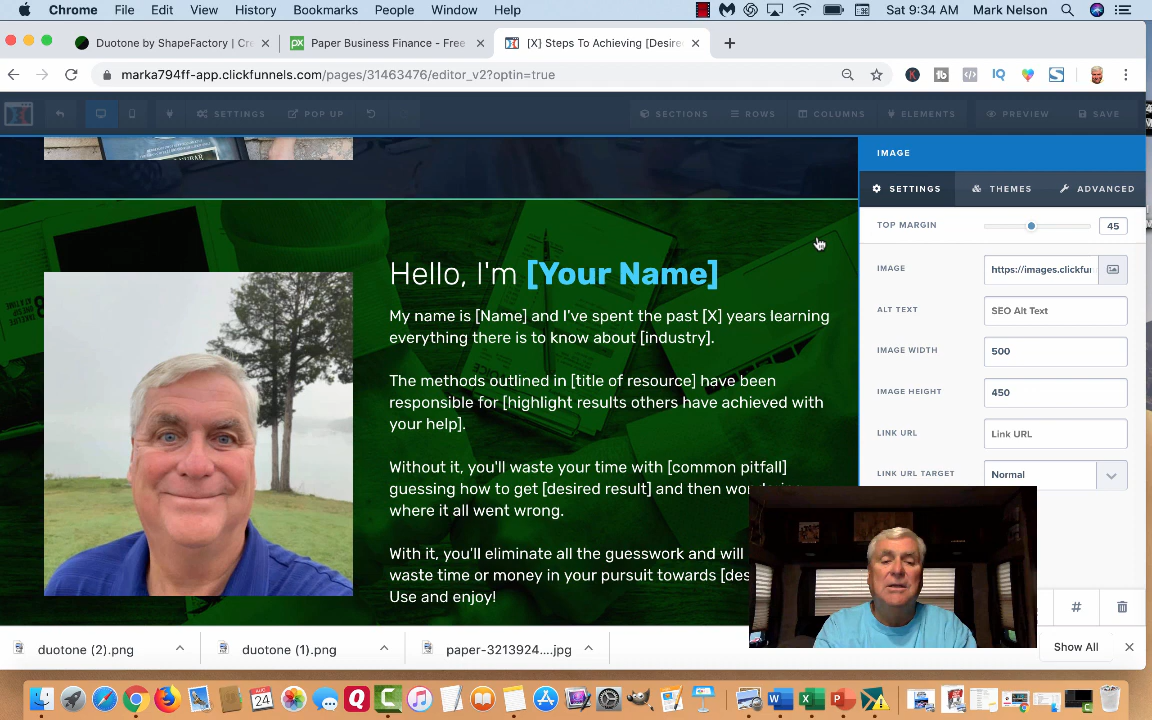 Chrome File Edit View History Bookmarks People Window Help Sat 9:34 AM Mark Nelson
Duotone by ShapeFactory | Cre
Paper Business Finance - Free
[X] Steps To Achieving [Desire
marka794ff-app.clickfunnels.com/pages/31463476/editor_v2?optin=true
SETTINGS POP UP SECTIONS ROWS COLUMNS ELEMENTS PREVIEW SAVE
IMAGE
SETTINGS THEMES ADVANCED
TOP MARGIN 45
IMAGE https://images.clickfur
ALT TEXT SEO Alt Text
IMAGE WIDTH 500
IMAGE HEIGHT 450
LINK URL Link URL
LINK URL TARGET Normal
Hello, I'm [Your Name]
My name is [Name] and I've spent the past [X] years learning
everything there is to know about [industry].
The methods outlined in [title of resource] have been
responsible for [highlight results others have achieved with
your help].
Without it, you'll waste your time with [common pitfall]
guessing how to get [desired result] and then
where it all went wrong.
With it, you'll eliminate all the guesswork and will
waste time or money in your pursuit towards [des
Use and enjoy!
#
duotone (2).png
duotone (1).png
paper-3213924....jpg
Show All